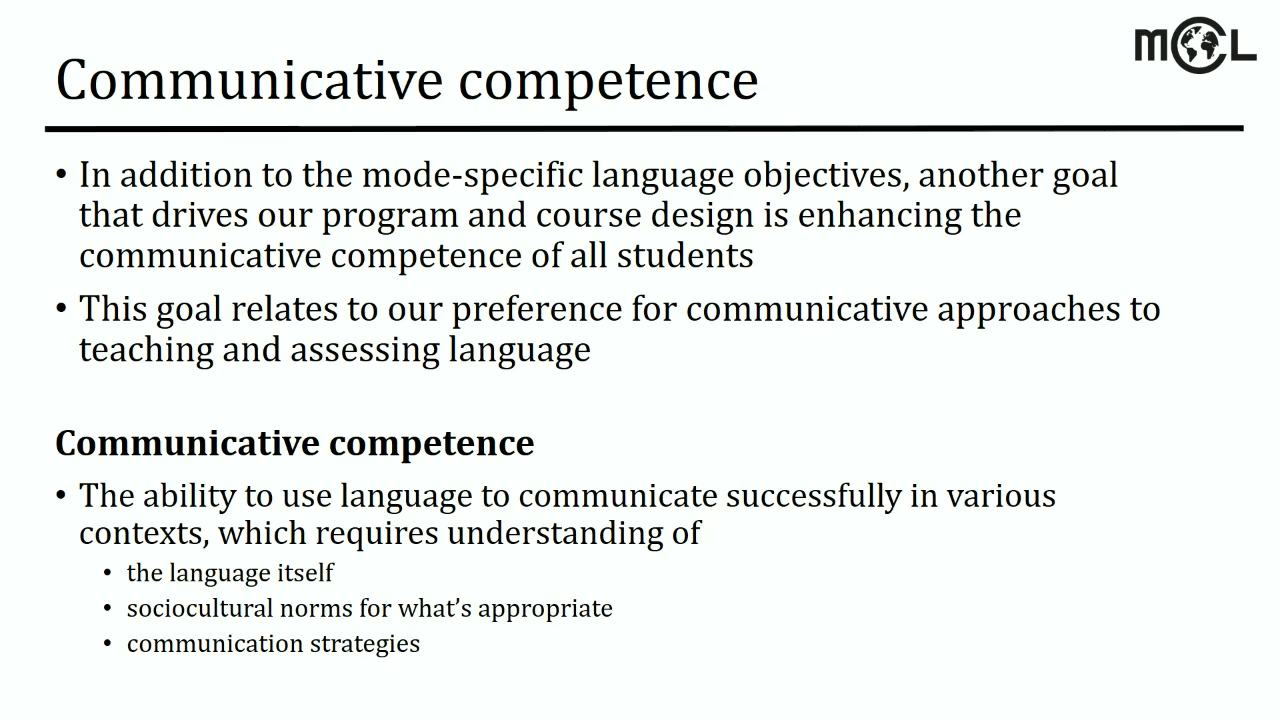 MCL
Communicative competence
• In addition to the mode-specific language objectives, another goal
that drives our program and course design is enhancing the
communicative competence of all students
• This goal relates to our preference for communicative approaches to
teaching and assessing language
Communicative competence
• The ability to use language to communicate successfully in various
contexts, which requires understanding of
• the language itself
• sociocultural norms for what’s appropriate
• communication strategies